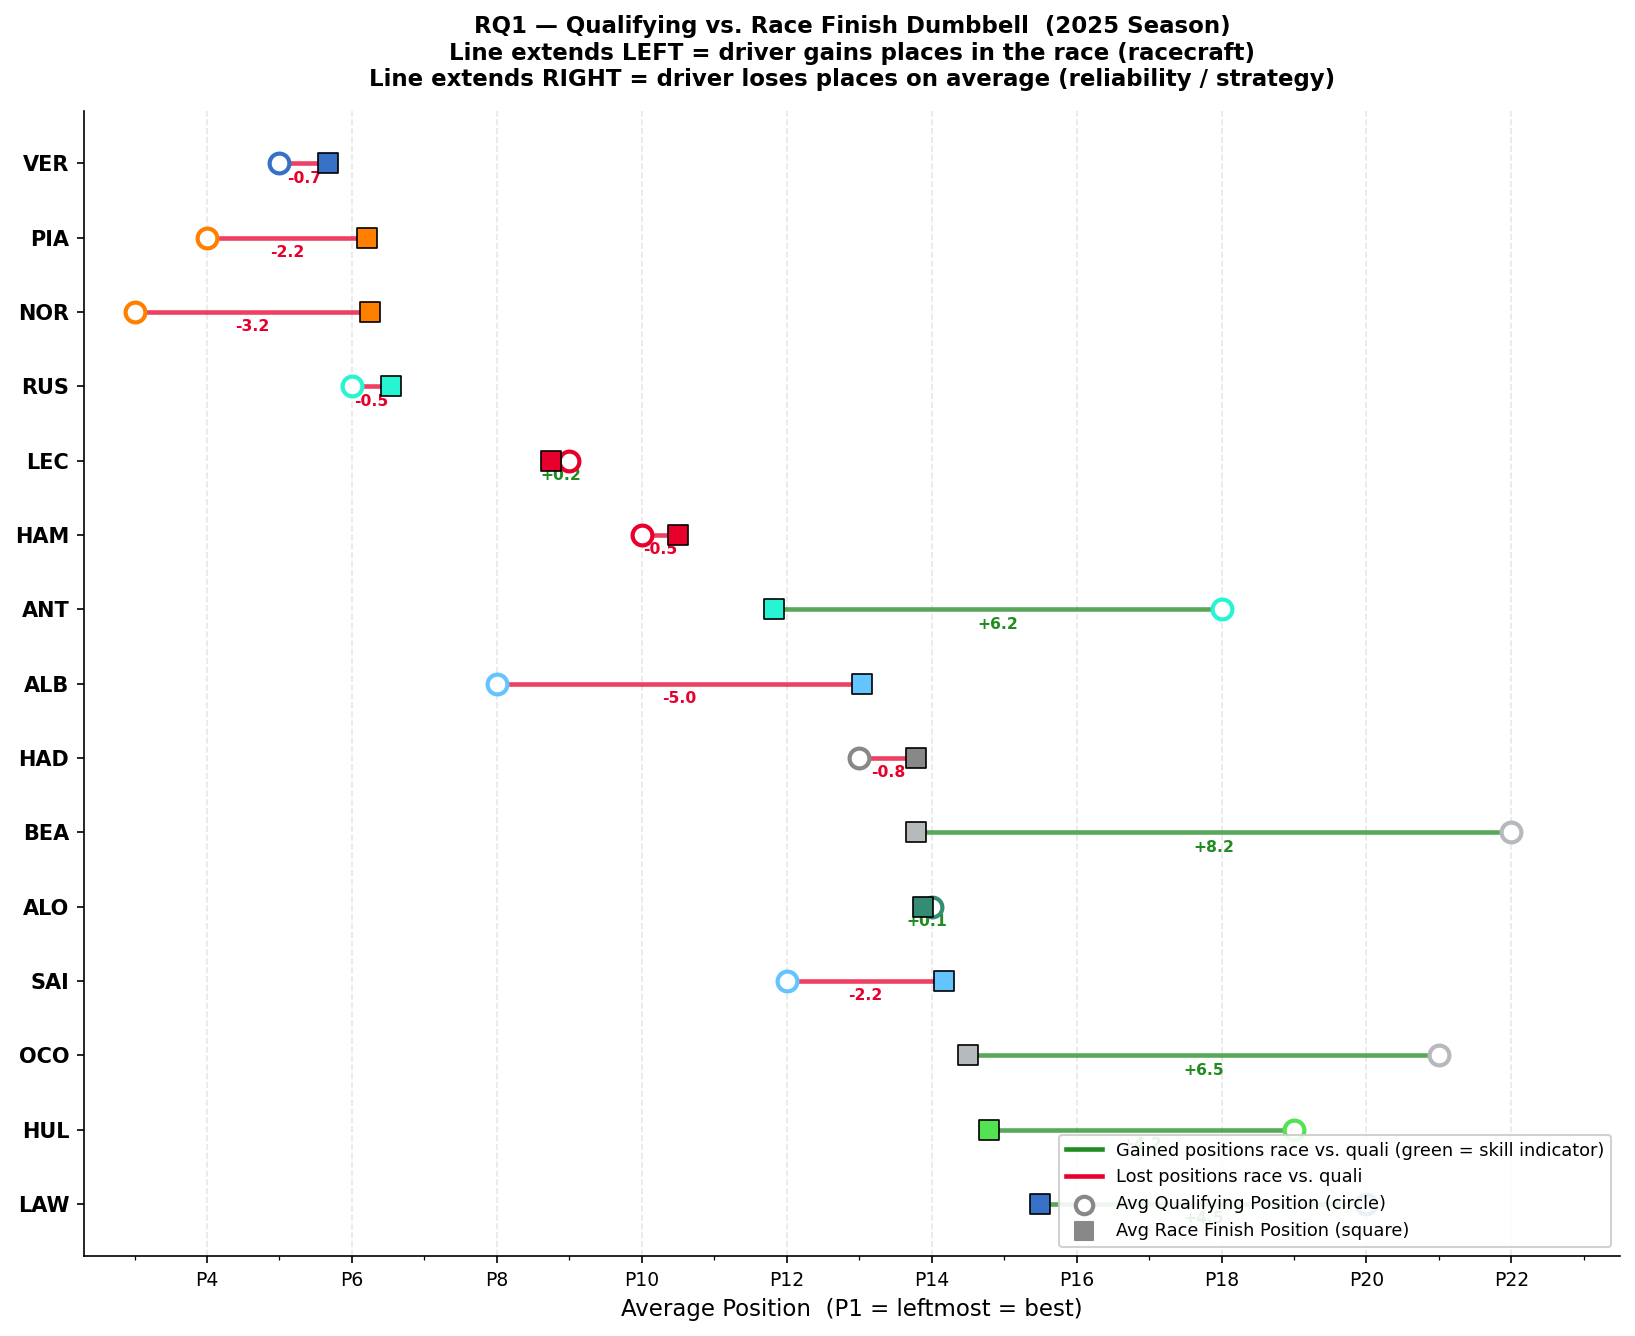 RQ1 — Qualifying vs. Race Finish Dumbbell  (2025 Season)
Line extends LEFT = driver gains places in the race (racecraft)
Line extends RIGHT = driver loses places on average (reliability / strategy)
VER
-0.7
PIA
-2.2
NOR
-3.2
RUS
-0.5
LEC
+0.2
HAM
-0.5
ANT
+6.2
ALB
-5.0
HAD
-0.8
BEA
+8.2
ALO
+0.1
SAI
-2.2
OCO
+6.5
HUL
LAW
Gained positions race vs. quali (green = skill indicator)
Lost positions race vs. quali
Avg Qualifying Position (circle)
Avg Race Finish Position (square)
P4 P6 P8 P10 P12 P14 P16 P18 P20 P22
Average Position  (P1 = leftmost = best)